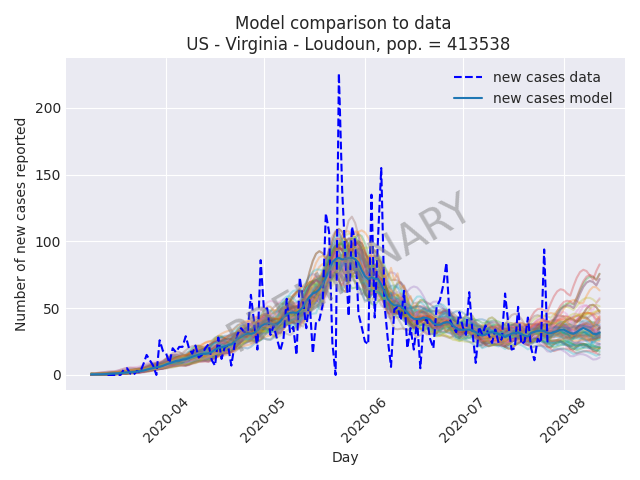 Model comparison to data
US - Virginia - Loudoun, pop. = 413538
new cases data
new cases model
Number of new cases reported
200
150
100
50
0
PRELIMINARY
2020-04
2020-05
2020-06
2020-07
2020-08
Day